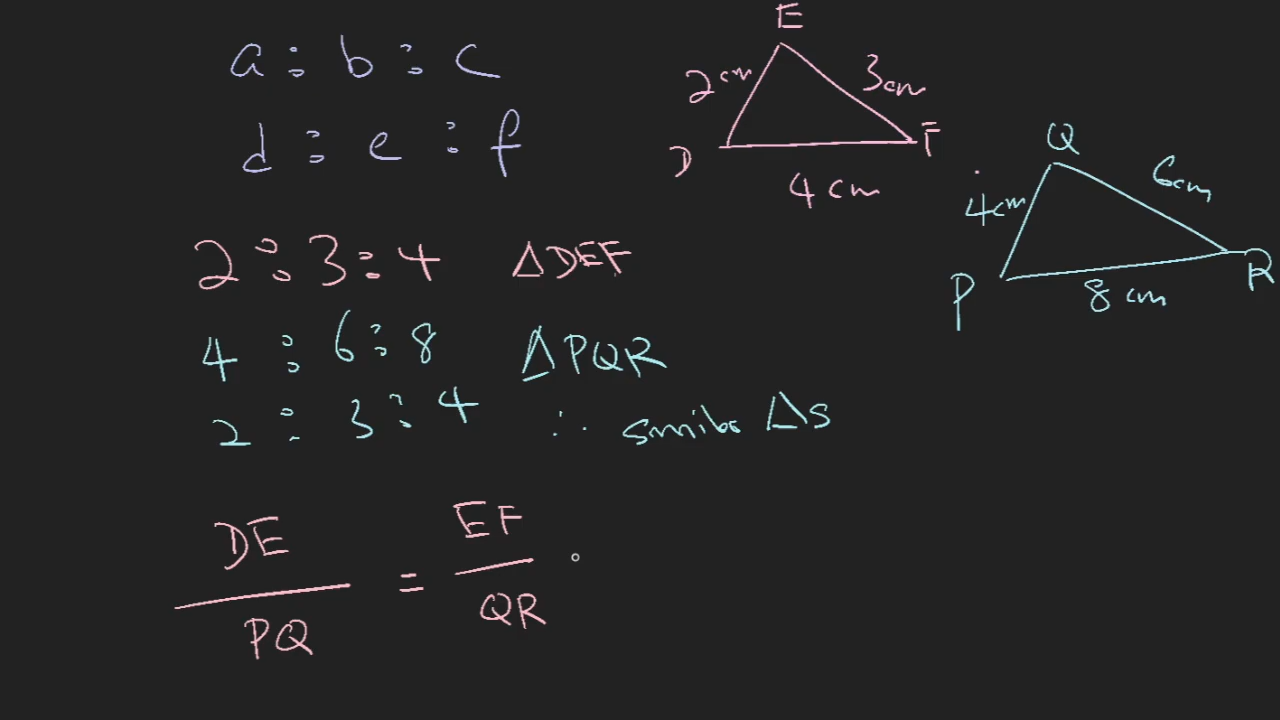 a : b : c
d : e : f
E
2cm
3cm
D
F
4 cm
Q
4cm
6cm
P
8 cm
R
2 : 3 : 4 ΔDEF
4 : 6 : 8 ΔPQR
2 : 3 : 4 ∴ similar Δs
DE/PQ = EF/QR